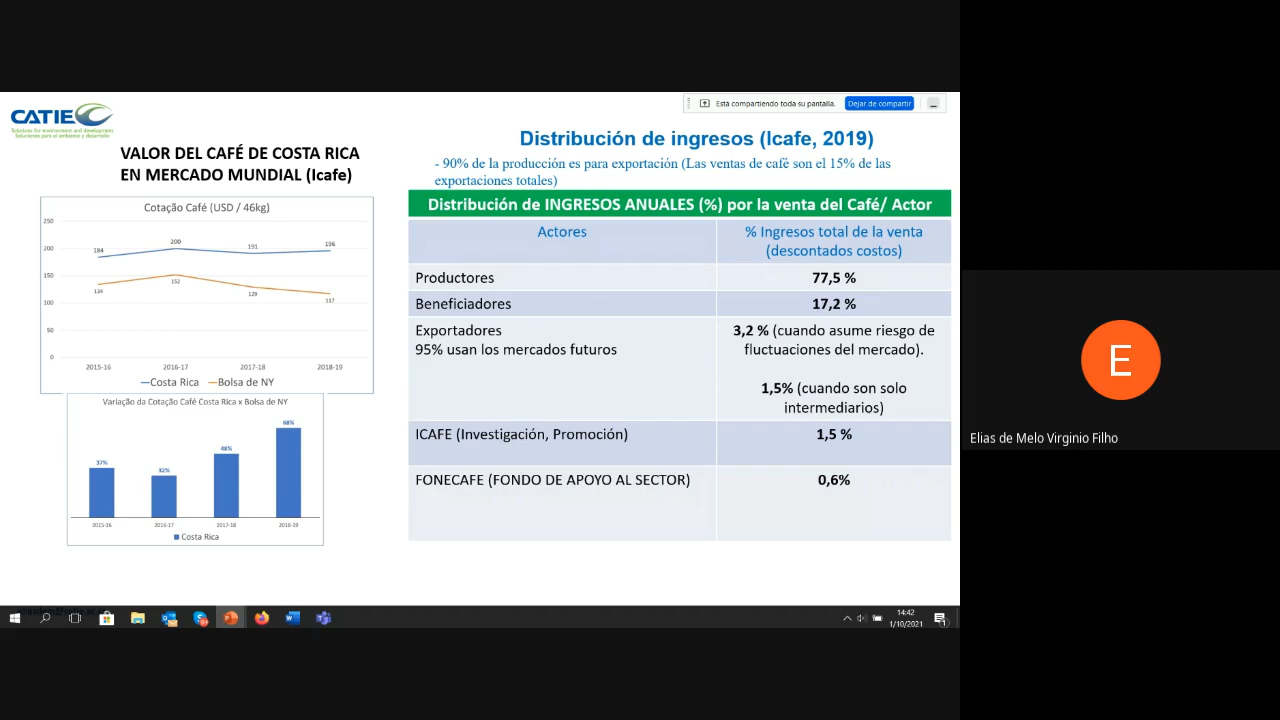 CATIE
Solutions for environment and development
Soluciones para el ambiente y desarrollo
Está compartiendo toda su pantalla.
Dejar de compartir
VALOR DEL CAFÉ DE COSTA RICA
EN MERCADO MUNDIAL (Icafe)
Cotação Café (USD / 46kg)
250
200
150
100
50
0
184
200
191
196
134
152
129
117
2015-16
2016-17
2017-18
2018-19
Costa Rica
Bolsa de NY
Variação da Cotação Café Costa Rica x Bolsa de NY
37%
32%
48%
68%
2015-16
2016-17
2017-18
2018-19
Costa Rica
Distribución de ingresos (Icafe, 2019)
- 90% de la producción es para exportación (Las ventas de café son el 15% de las
exportaciones totales)
Distribución de INGRESOS ANUALES (%) por la venta del Café/ Actor
Actores
% Ingresos total de la venta
(descontados costos)
Productores
77,5 %
Beneficiadores
17,2 %
Exportadores
95% usan los mercados futuros
3,2 % (cuando asume riesgo de
fluctuaciones del mercado).
1,5% (cuando son solo
intermediarios)
ICAFE (Investigación, Promoción)
1,5 %
FONECAFE (FONDO DE APOYO AL SECTOR)
0,6%
E
Elias de Melo Virginio Filho
14:42
1/10/2021